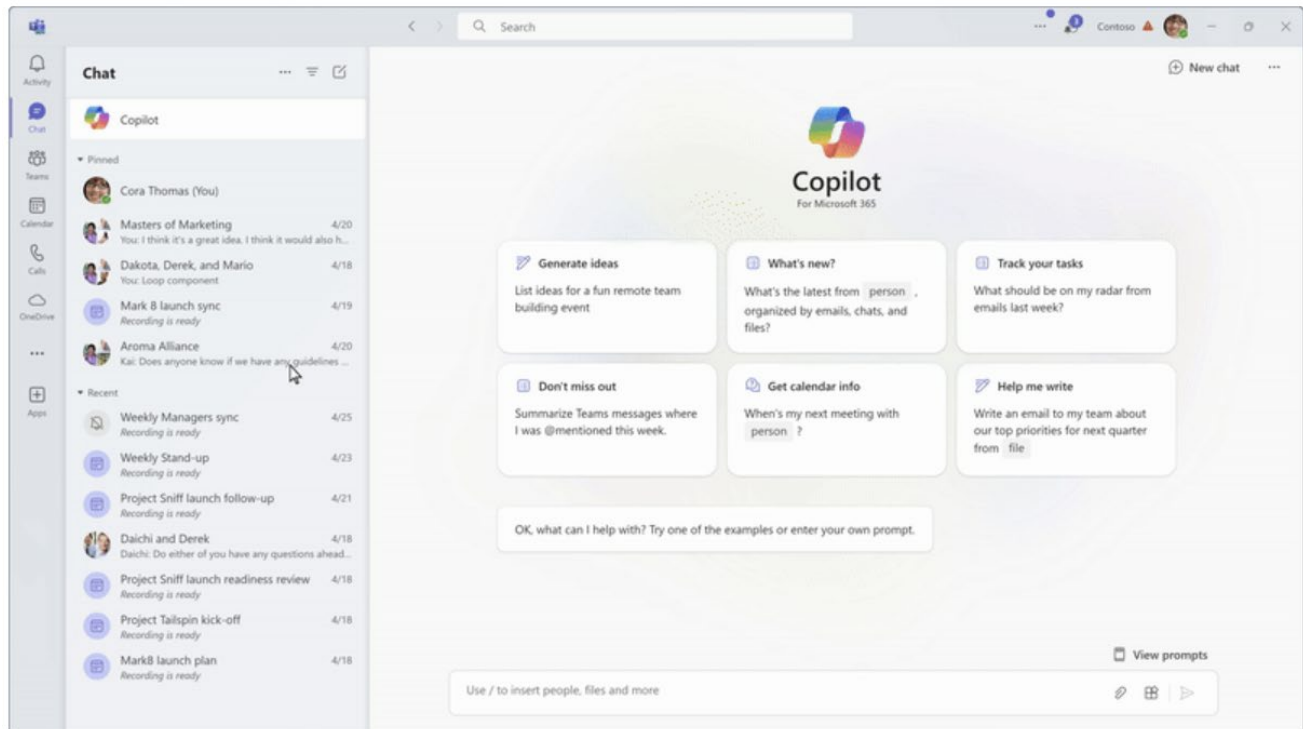 Search
3
Contoso
Activity
Chat
Teams
Calendar
Calls
OneDrive
Apps
Chat
Copilot
Pinned
Cora Thomas (You)
Masters of Marketing 4/20
You: I think it's a great idea. I think it would also h...
Dakota, Derek, and Mario 4/18
You: Loop component
Mark 8 launch sync 4/19
Recording is ready
Aroma Alliance 4/20
Kai: Does anyone know if we have any guidelines ...
Recent
Weekly Managers sync 4/25
Recording is ready
Weekly Stand-up 4/23
Recording is ready
Project Sniff launch follow-up 4/21
Recording is ready
Daichi and Derek 4/18
Daichi: Do either of you have any questions ahead...
Project Sniff launch readiness review 4/18
Recording is ready
Project Tailspin kick-off 4/18
Recording is ready
Mark8 launch plan 4/18
Recording is ready
New chat
Copilot
For Microsoft 365
Generate ideas
List ideas for a fun remote team
building event
What's new?
What's the latest from person ,
organized by emails, chats, and
files?
Track your tasks
What should be on my radar from
emails last week?
Don't miss out
Summarize Teams messages where
I was @mentioned this week.
Get calendar info
When's my next meeting with
person ?
Help me write
Write an email to my team about
our top priorities for next quarter
from file
OK, what can I help with? Try one of the examples or enter your own prompt.
View prompts
Use / to insert people, files and more